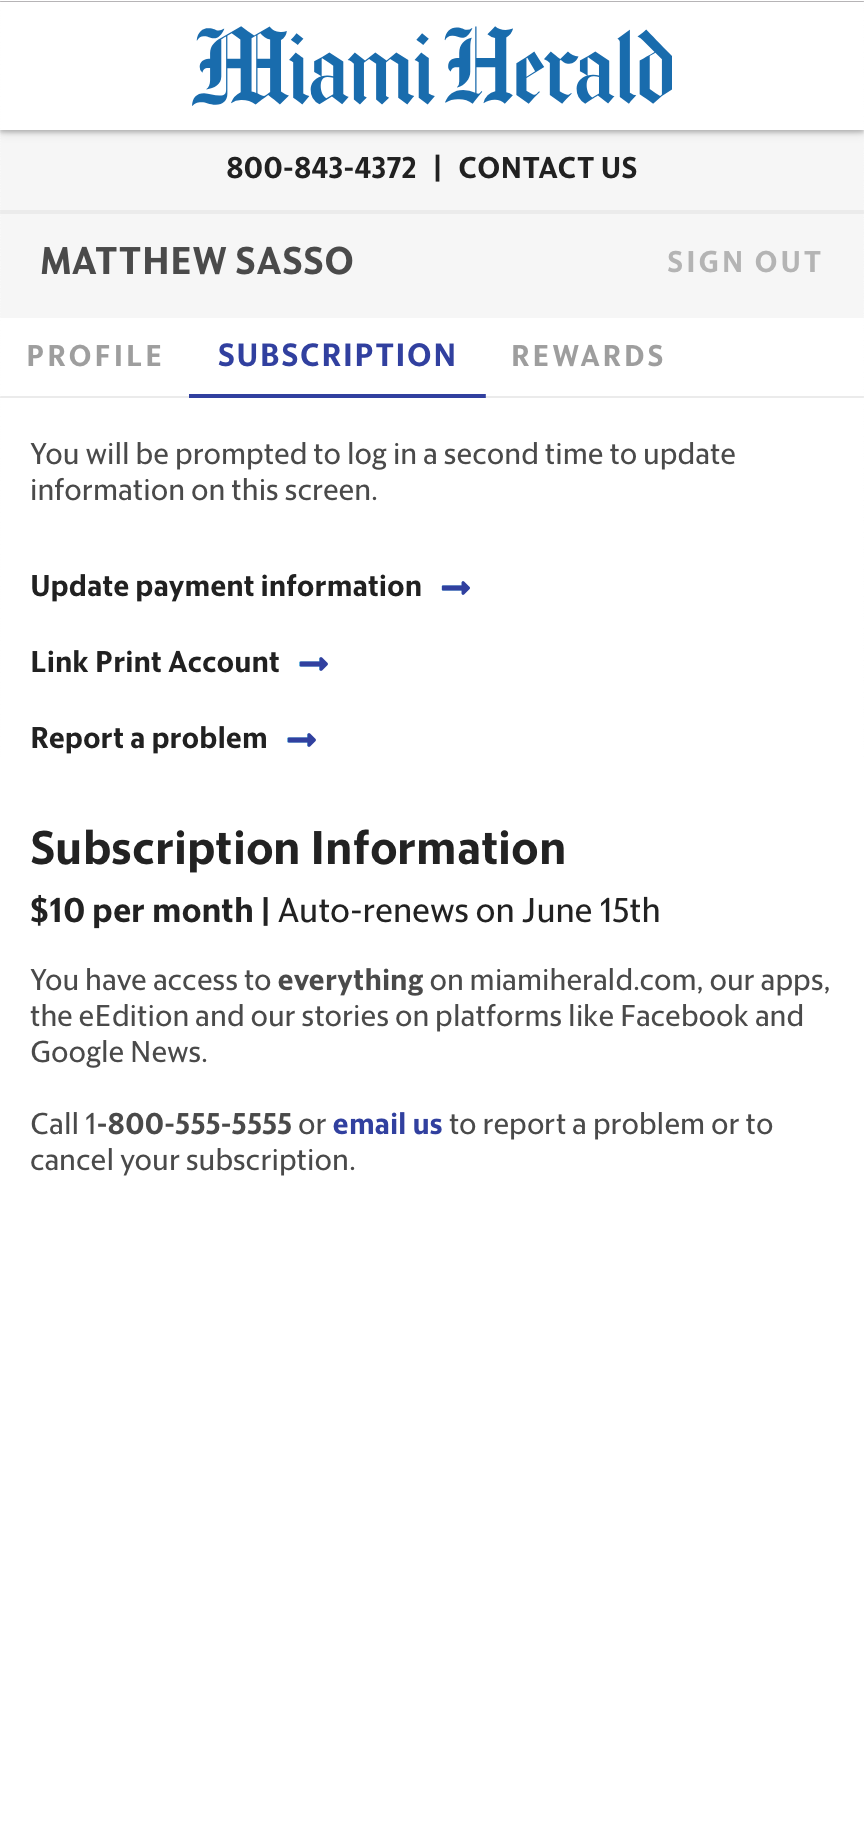 Miami Herald
800-843-4372 | CONTACT US
MATTHEW SASSO SIGN OUT
PROFILE SUBSCRIPTION REWARDS
You will be prompted to log in a second time to update
information on this screen.
Update payment information →
Link Print Account →
Report a problem →
Subscription Information
$10 per month | Auto-renews on June 15th
You have access to everything on miamiherald.com, our apps,
the eEdition and our stories on platforms like Facebook and
Google News.
Call 1-800-555-5555 or email us to report a problem or to
cancel your subscription.